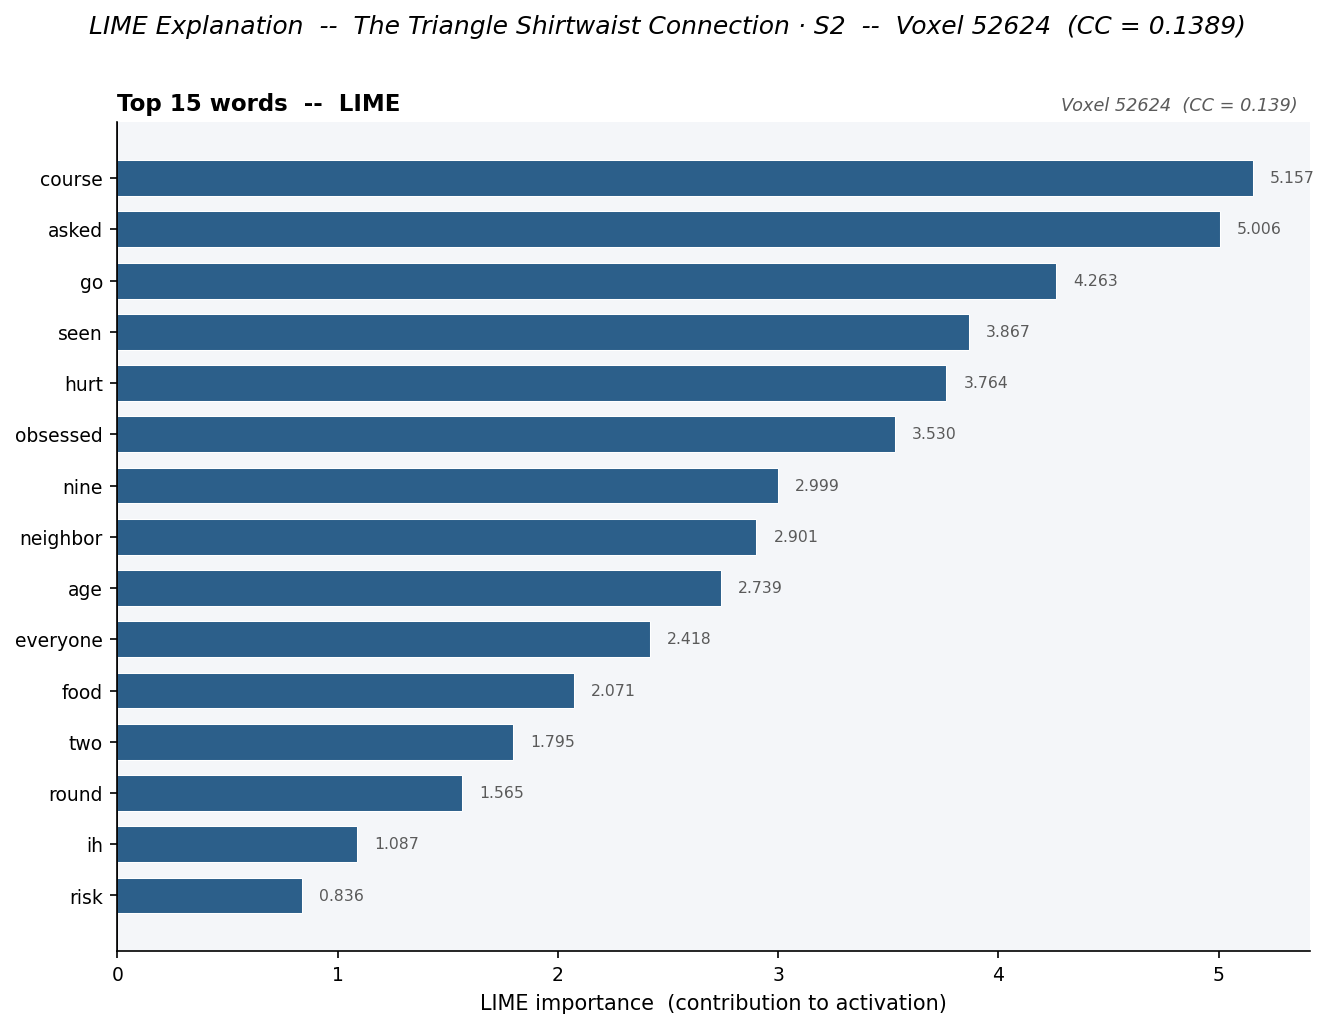 LIME Explanation -- The Triangle Shirtwaist Connection · S2 -- Voxel 52624 (CC = 0.1389)
Top 15 words -- LIME
Voxel 52624 (CC = 0.139)
course 5.157
asked 5.006
go 4.263
seen 3.867
hurt 3.764
obsessed 3.530
nine 2.999
neighbor 2.901
age 2.739
everyone 2.418
food 2.071
two 1.795
round 1.565
ih 1.087
risk 0.836
0 1 2 3 4 5
LIME importance (contribution to activation)